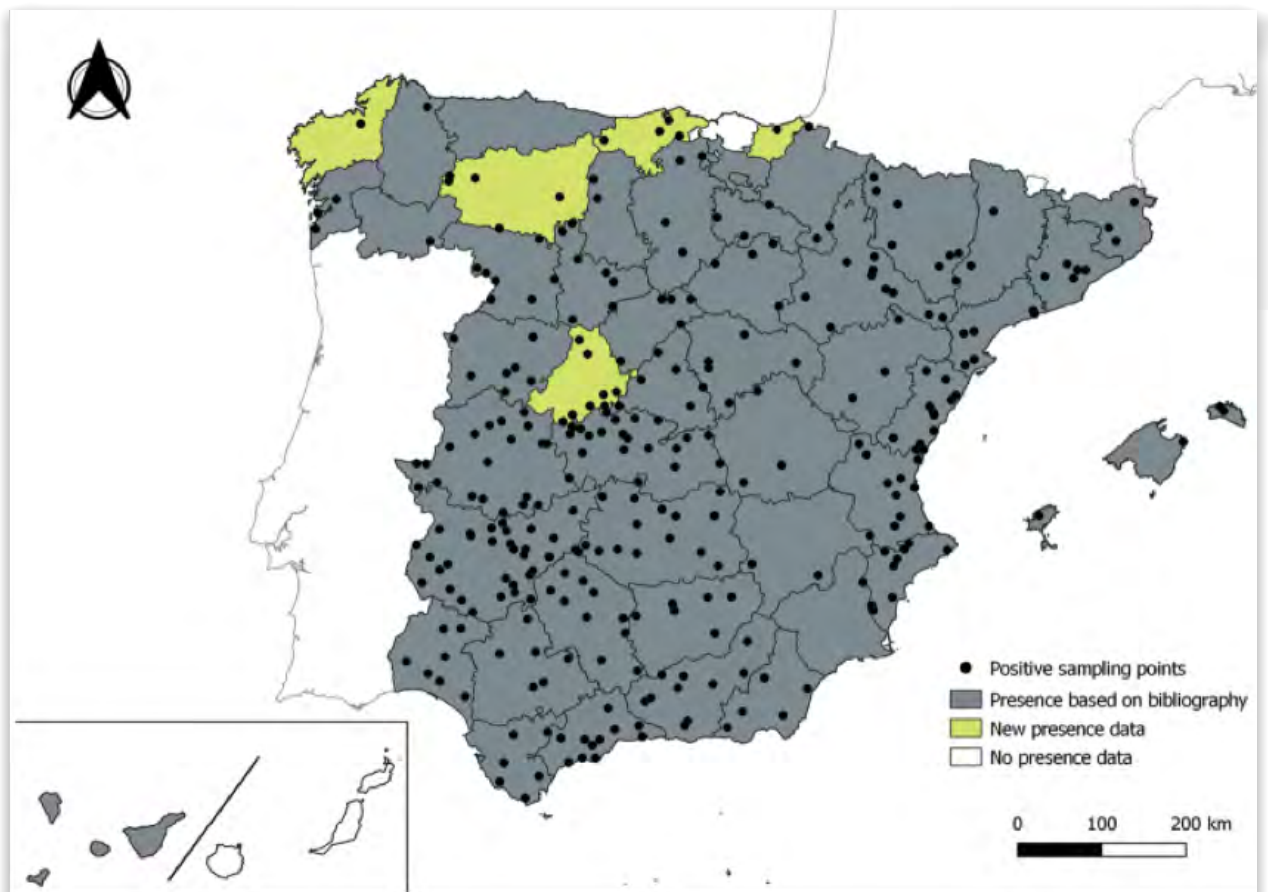 Positive sampling points
Presence based on bibliography
New presence data
No presence data
0 100 200 km